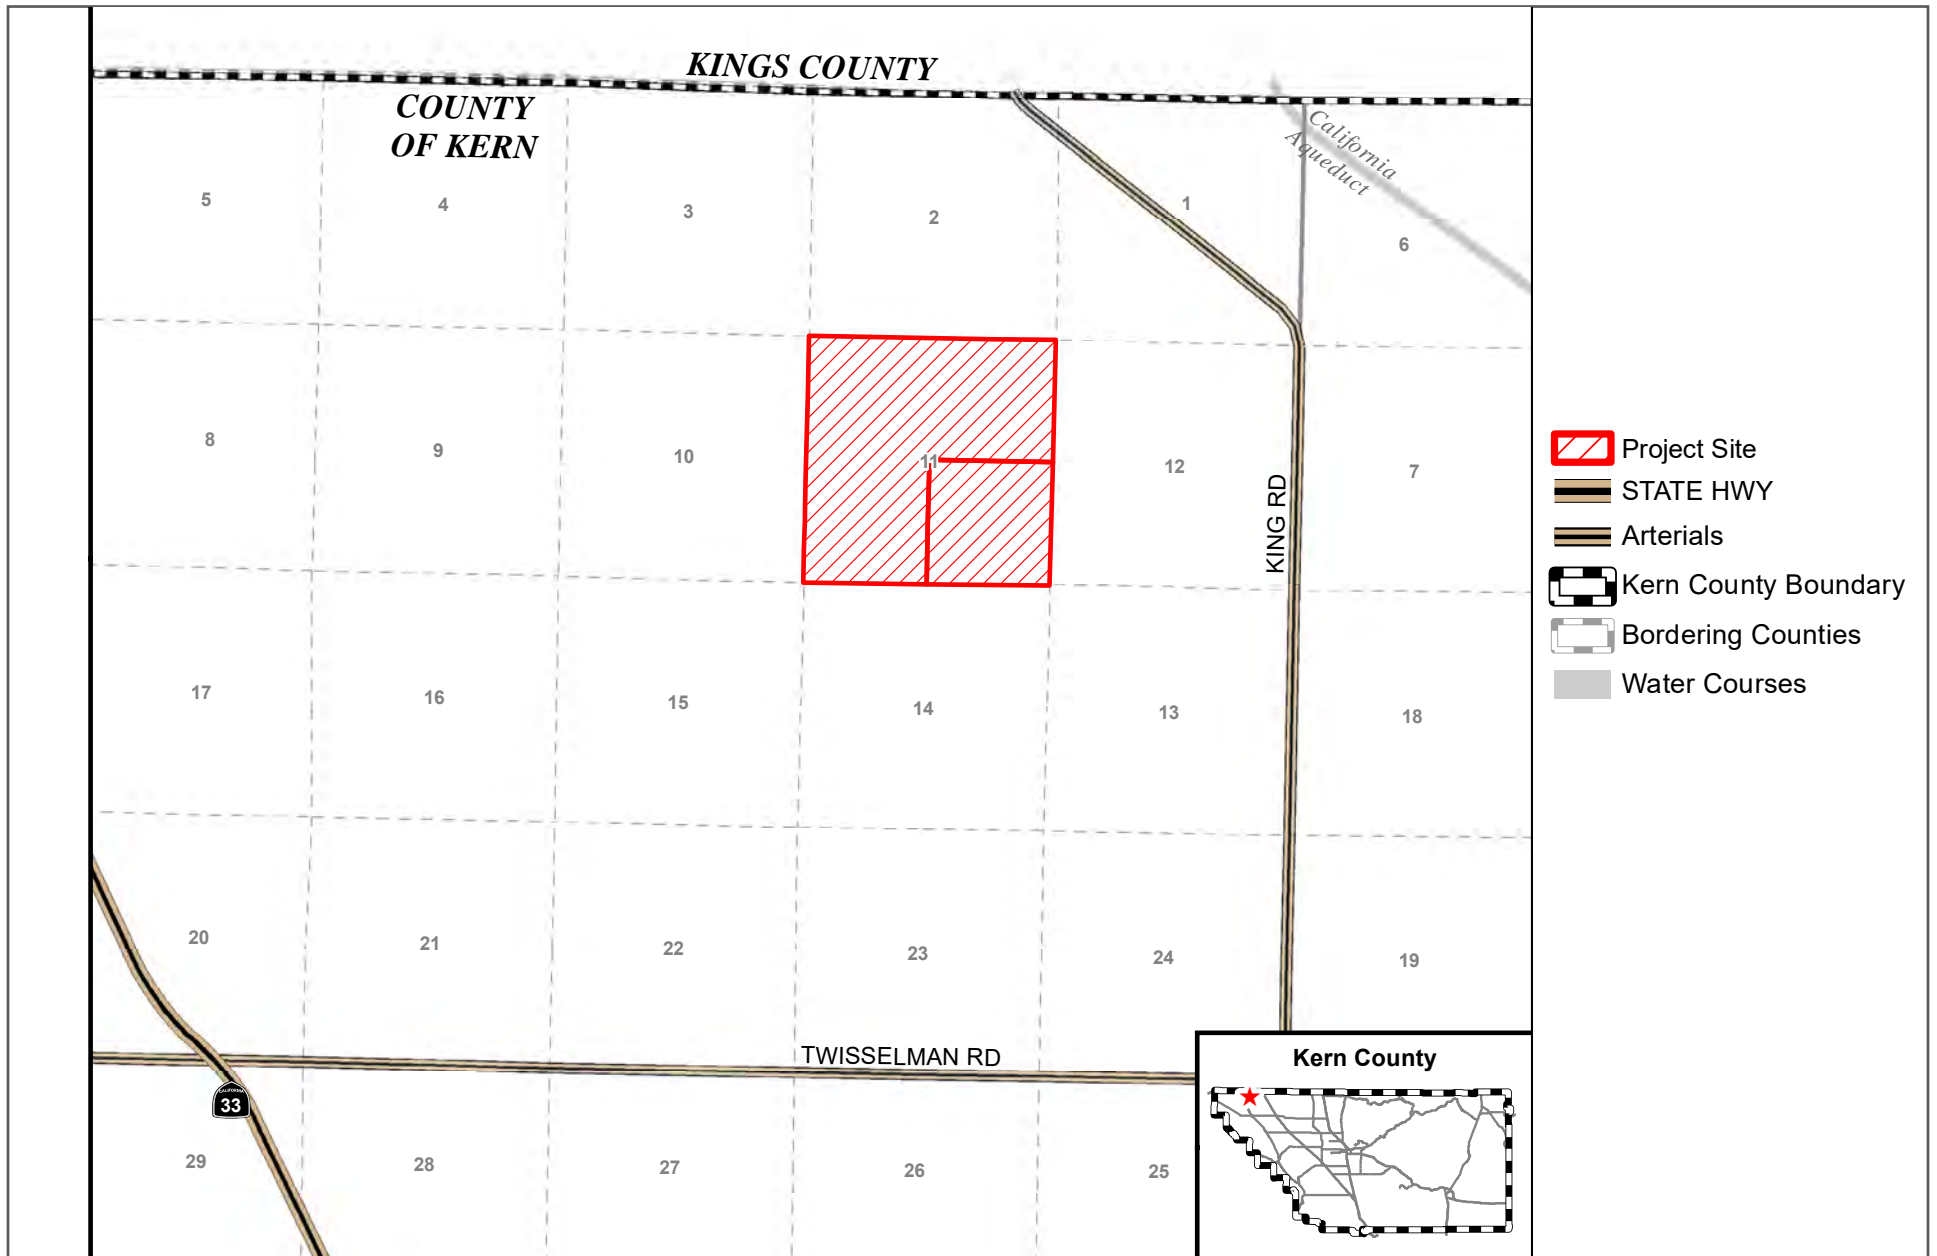 KINGS COUNTY
COUNTY
OF KERN
California
Aqueduct
5
4
3
2
1
6
8
9
10
11
12
7
KING RD
17
16
15
14
13
18
20
21
22
23
24
19
TWISSELMAN RD
CALIFORNIA
33
29
28
27
26
25
Kern County
Project Site
STATE HWY
Arterials
Kern County Boundary
Bordering Counties
Water Courses